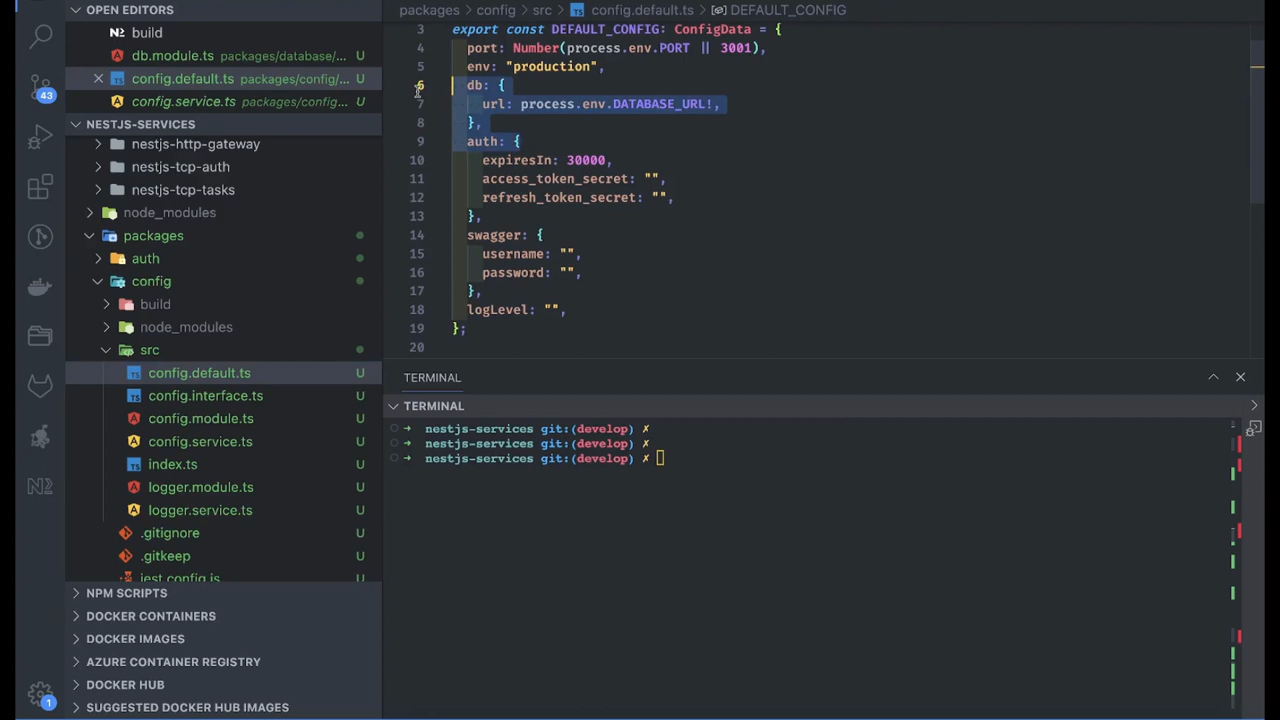 OPEN EDITORS
build
db.module.ts packages/database/...
config.default.ts packages/config/...
config.service.ts packages/config/...
NESTJS-SERVICES
nestjs-http-gateway
nestjs-tcp-auth
nestjs-tcp-tasks
node_modules
packages
auth
config
build
node_modules
src
config.default.ts U
config.interface.ts U
config.module.ts U
config.service.ts U
index.ts U
logger.module.ts U
logger.service.ts U
.gitignore U
.gitkeep U
jest.config.js U
NPM SCRIPTS
DOCKER CONTAINERS
DOCKER IMAGES
AZURE CONTAINER REGISTRY
DOCKER HUB
SUGGESTED DOCKER HUB IMAGES
43
1
packages > config > src > TS config.default.ts > DEFAULT_CONFIG
3 export const DEFAULT_CONFIG: ConfigData = {
4 port: Number(process.env.PORT || 3001),
5 env: "production",
6 db: {
7 url: process.env.DATABASE_URL!,
8 },
9 auth: {
10 expiresIn: 30000,
11 access_token_secret: "",
12 refresh_token_secret: "",
13 },
14 swagger: {
15 username: "",
16 password: "",
17 },
18 logLevel: "",
19 };
20
TERMINAL
TERMINAL
→ nestjs-services git:(develop) ✗
→ nestjs-services git:(develop) ✗
→ nestjs-services git:(develop) ✗